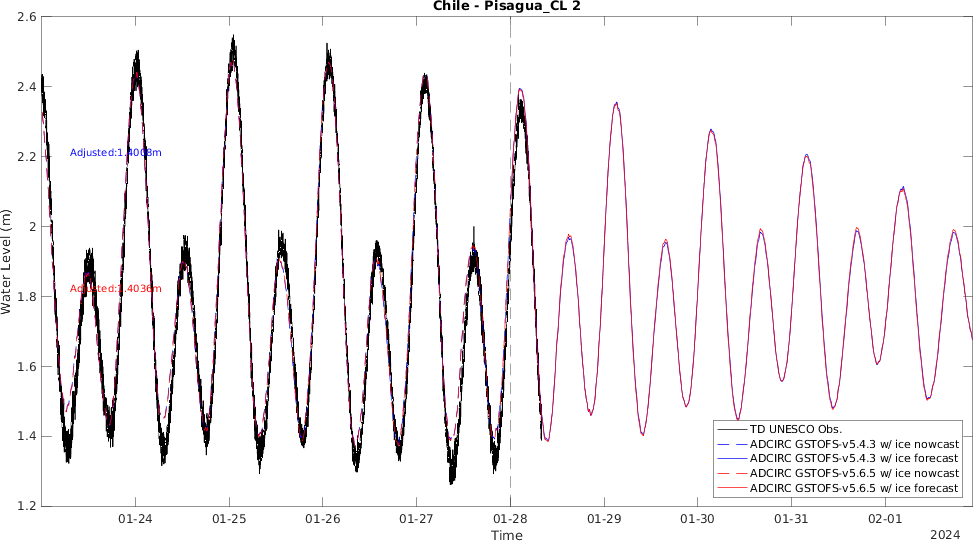 Chile - Pisagua_CL 2
2.6
2.4
2.2
2
1.8
1.6
1.4
1.2
Water Level (m)
Adjusted:1.4008m
Adjusted:1.4036m
TD UNESCO Obs.
ADCIRC GSTOFS-v5.4.3 w/ ice nowcast
ADCIRC GSTOFS-v5.4.3 w/ ice forecast
ADCIRC GSTOFS-v5.6.5 w/ ice nowcast
ADCIRC GSTOFS-v5.6.5 w/ ice forecast
01-24 01-25 01-26 01-27 01-28 01-29 01-30 01-31 02-01
Time
2024